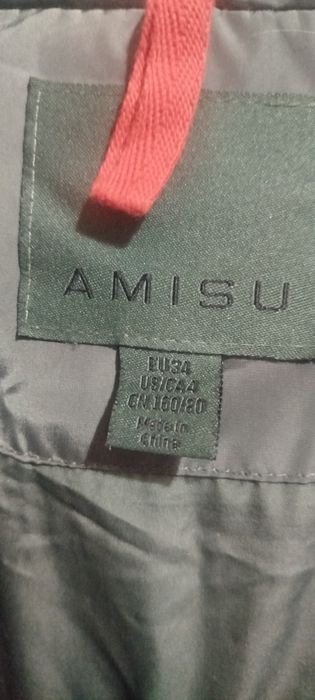 AMISU
EU34
US/CA4
CN 160/80
Made in
China